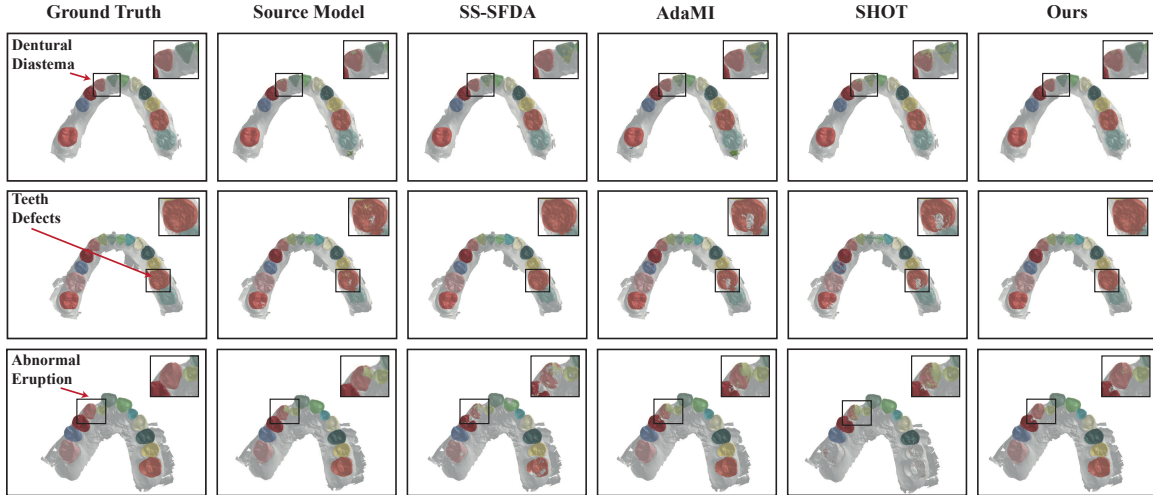 Ground Truth
Source Model
SS-SFDA
AdaMI
SHOT
Ours
Dentural
Diastema
Teeth
Defects
Abnormal
Eruption